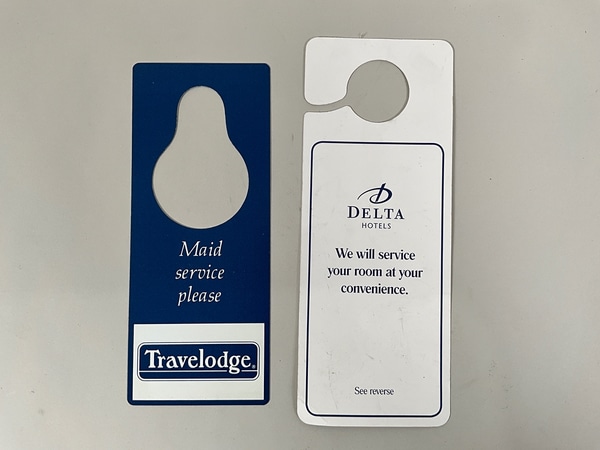 Maid
service
please
Travelodge®
DELTA
HOTELS
We will service
your room at your
convenience.
See reverse